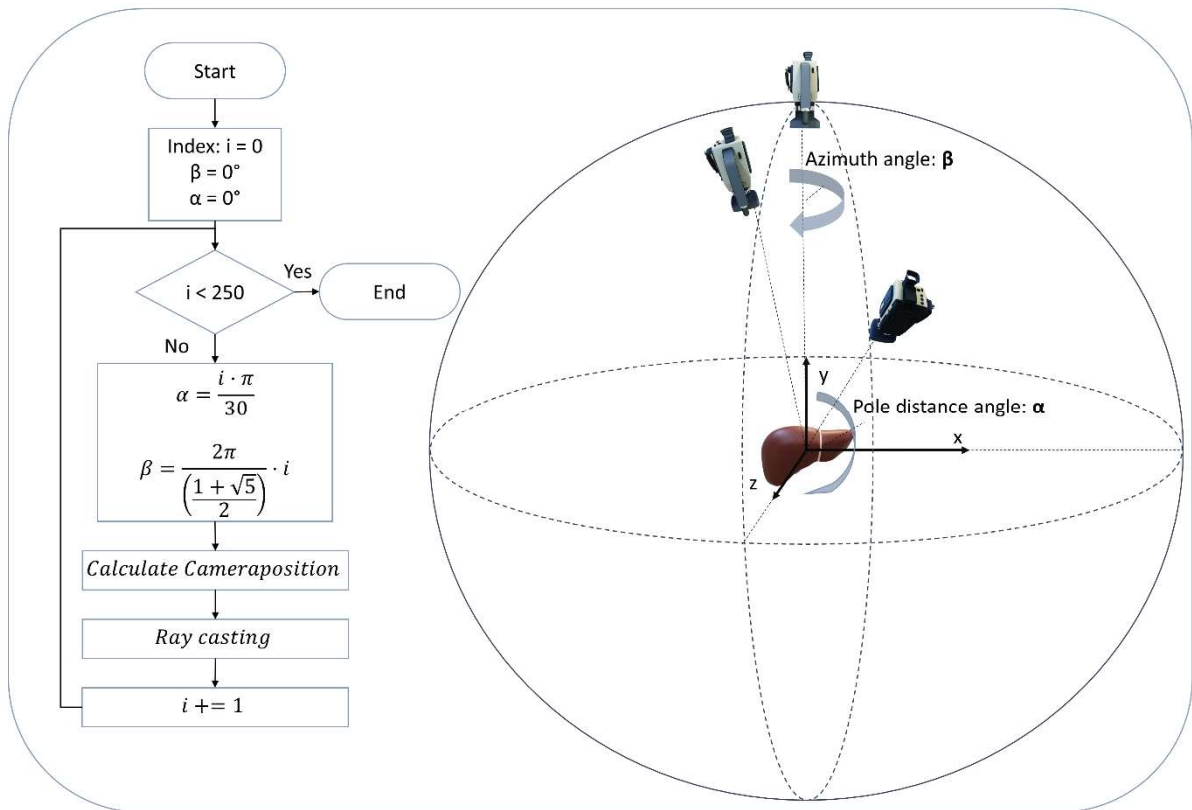 Start
Index: i = 0
β = 0°
α = 0°
i < 250
Yes
End
No
α = i · π / 30
β = 2π / ((1 + √5) / 2) · i
Calculate Cameraposition
Ray casting
i += 1
Azimuth angle: β
y
Pole distance angle: α
x
z